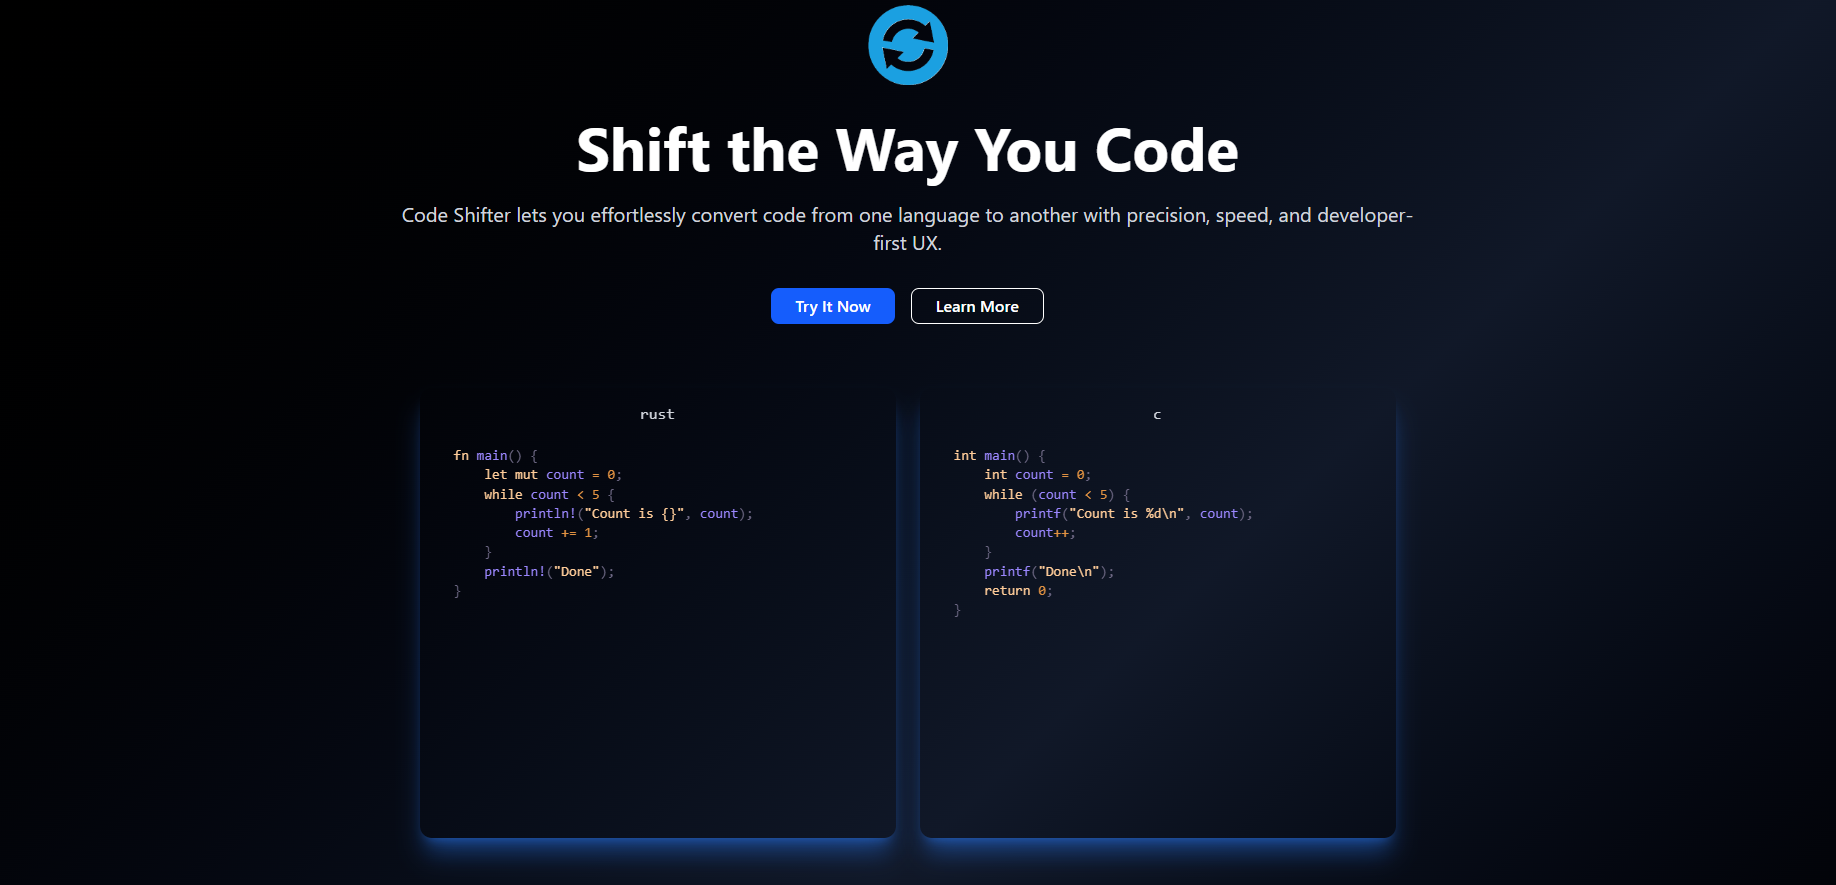 Shift the Way You Code
Code Shifter lets you effortlessly convert code from one language to another with precision, speed, and developer-
first UX.
Try It Now
Learn More
rust
fn main() {
    let mut count = 0;
    while count < 5 {
        println!("Count is {}", count);
        count += 1;
    }
    println!("Done");
}
c
int main() {
    int count = 0;
    while (count < 5) {
        printf("Count is %d\n", count);
        count++;
    }
    printf("Done\n");
    return 0;
}